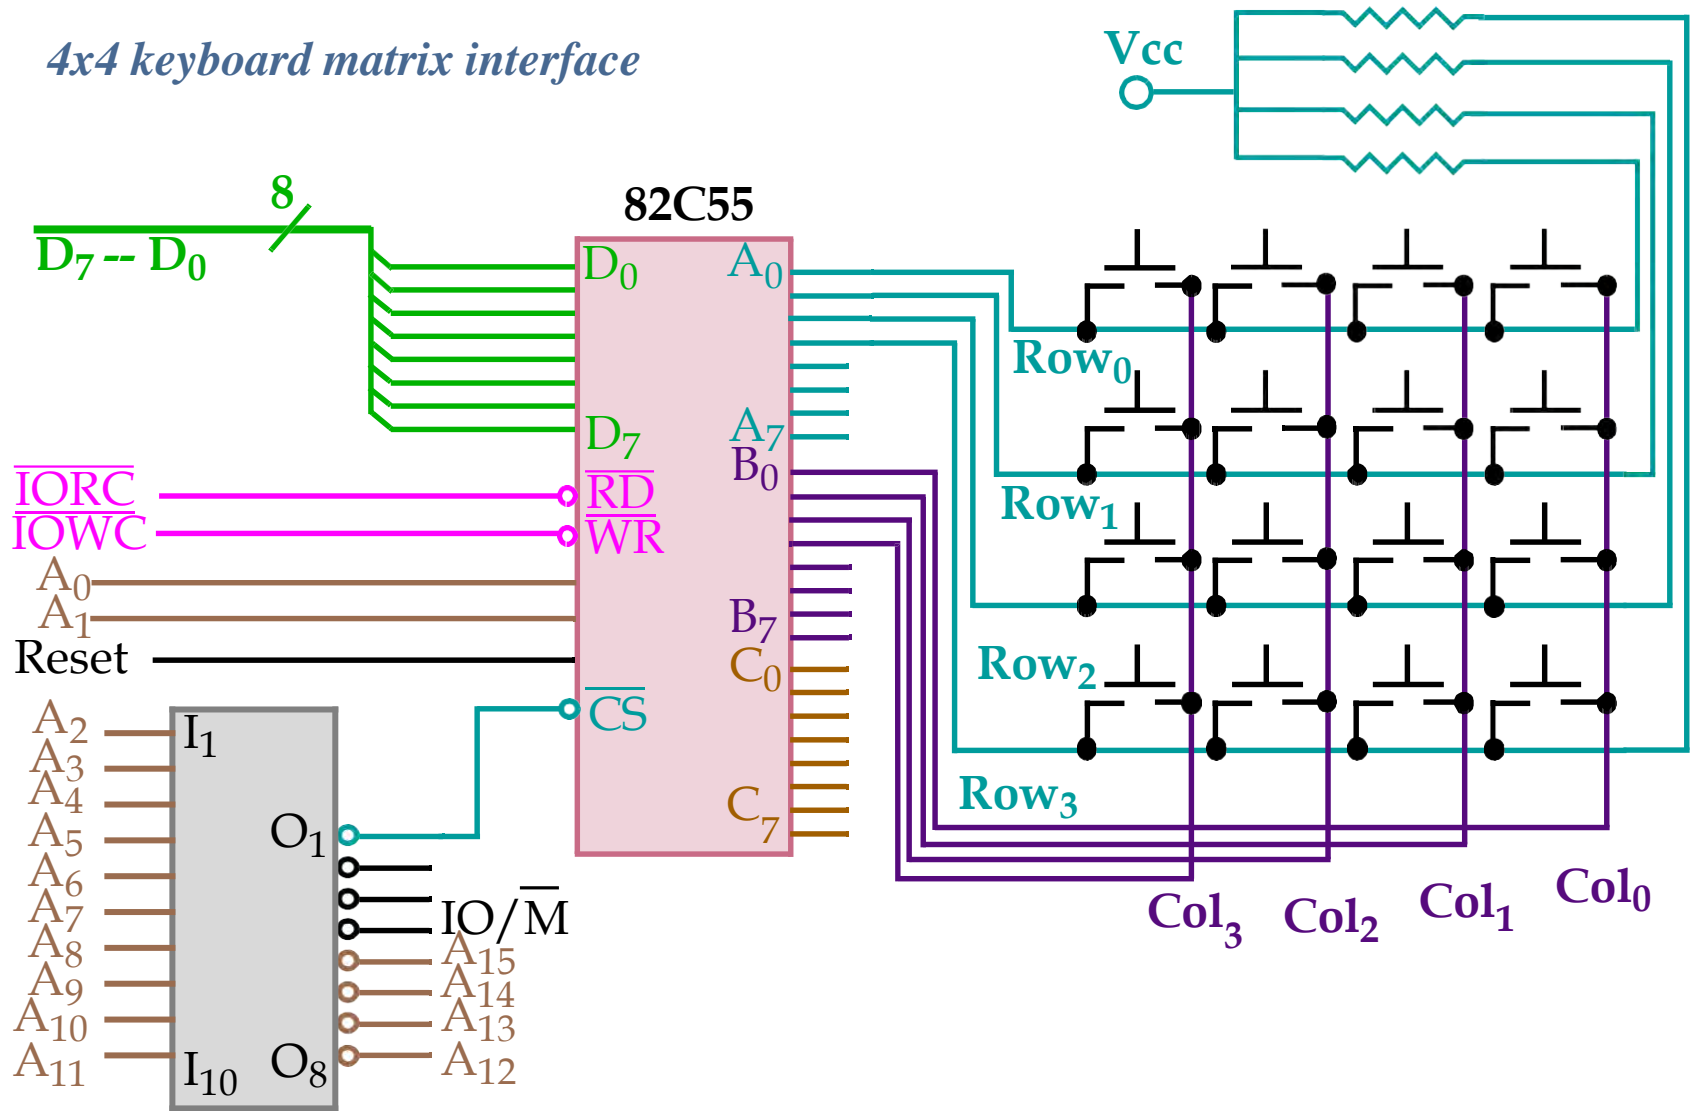 4x4 keyboard matrix interface
Vcc
8
D7 -- D0
82C55
D0
A0
D7
A7
B0
Row0
Row1
Row2
Row3
IORC
RD
IOWC
WR
A0
A1
Reset
B7
C0
CS
C7
A2
A3
A4
A5
A6
A7
A8
A9
A10
A11
I1
I10
O1
O8
IO/M
A15
A14
A13
A12
Col3
Col2
Col1
Col0